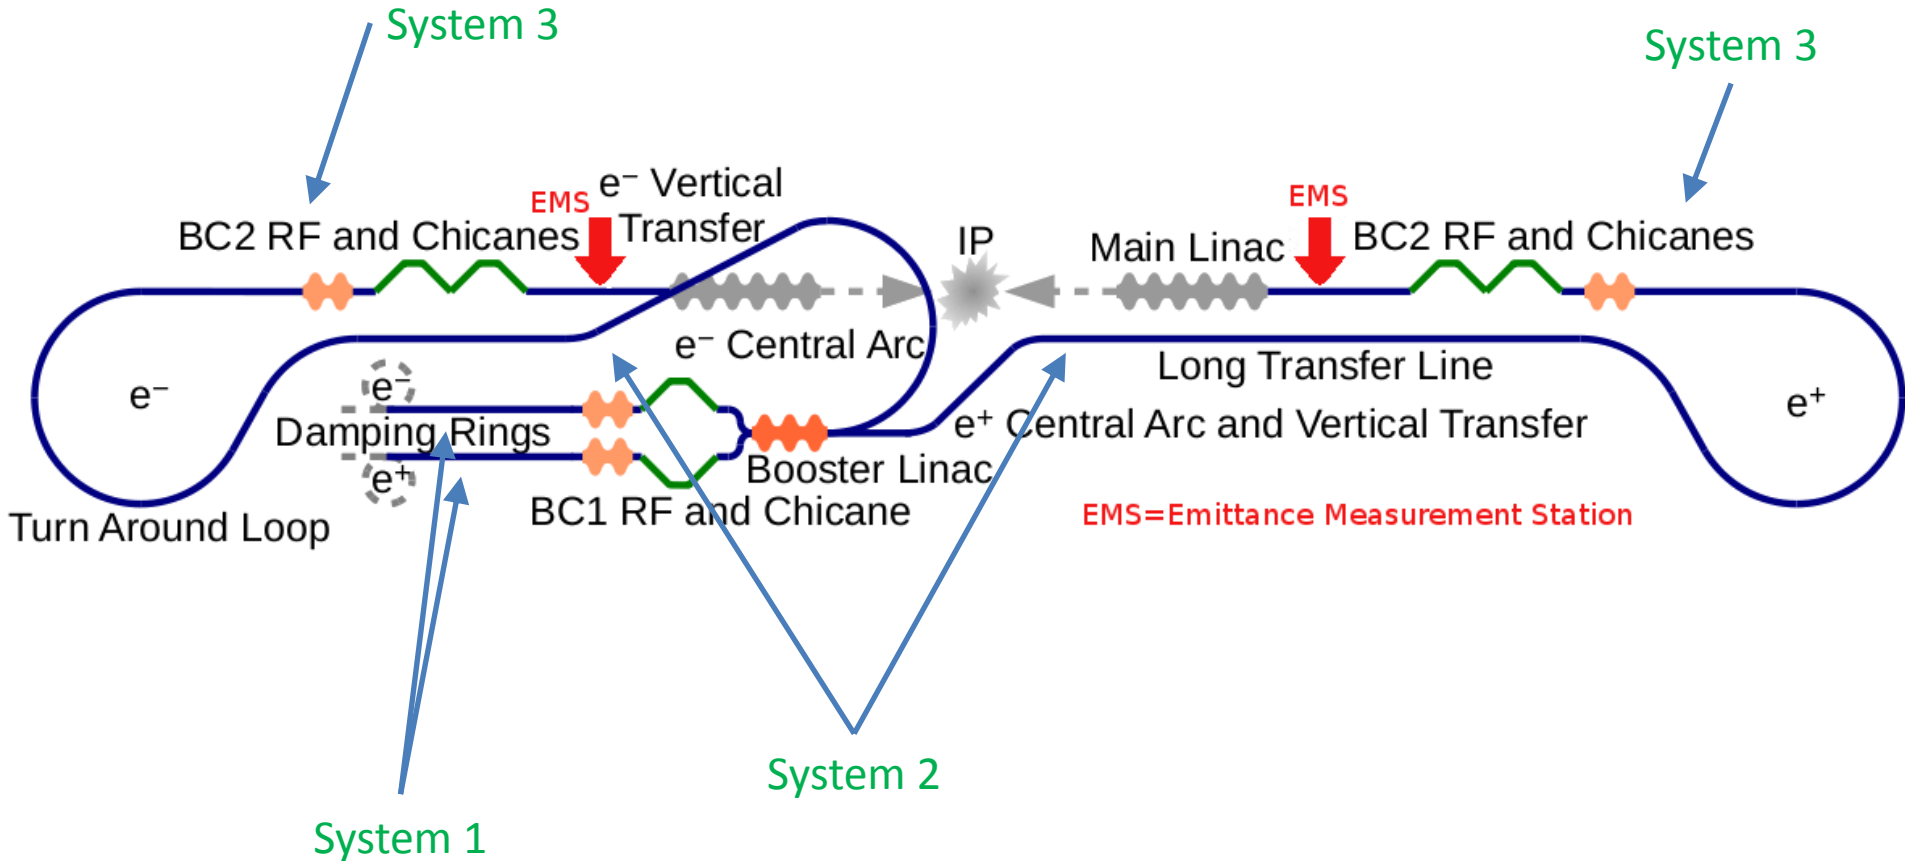 System 3
System 3
EMS
e⁻ Vertical
Transfer
EMS
BC2 RF and Chicanes
IP
Main Linac
BC2 RF and Chicanes
e⁻ Central Arc
Long Transfer Line
e⁻
e⁻
e⁺
Damping Rings
e⁺ Central Arc and Vertical Transfer
e⁺
Booster Linac
BC1 RF and Chicane
EMS=Emittance Measurement Station
Turn Around Loop
System 2
System 1